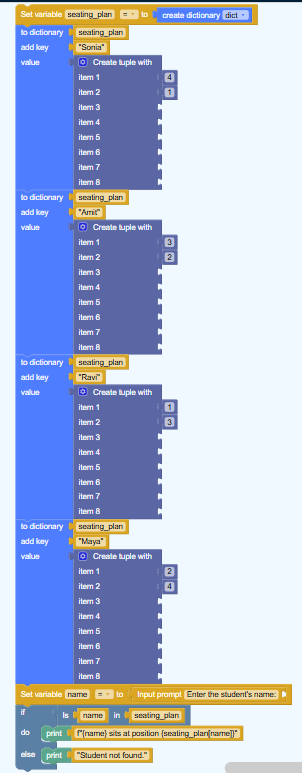 Set variable seating_plan = to create dictionary dict
to dictionary seating_plan
add key "Sonia"
value Create tuple with
item 1 4
item 2 1
item 3
item 4
item 5
item 6
item 7
item 8
to dictionary seating_plan
add key "Amit"
value Create tuple with
item 1 3
item 2 2
item 3
item 4
item 5
item 6
item 7
item 8
to dictionary seating_plan
add key "Ravi"
value Create tuple with
item 1 1
item 2 3
item 3
item 4
item 5
item 6
item 7
item 8
to dictionary seating_plan
add key "Maya"
value Create tuple with
item 1 2
item 2 4
item 3
item 4
item 5
item 6
item 7
item 8
Set variable name = to Input prompt Enter the student's name:
if Is name in seating_plan
do print f"{name} sits at position {seating_plan[name]}"
else print "Student not found."